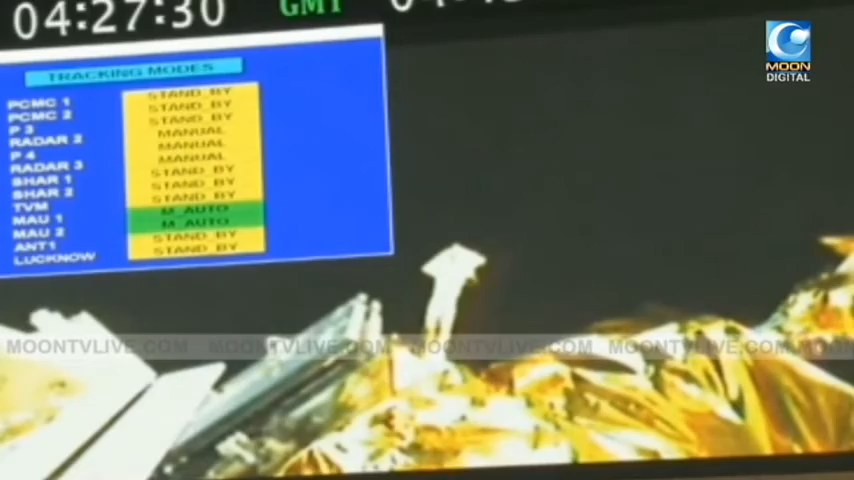 04:27:30 GMT
MOON
DIGITAL
TRACKING MODES
PCMC 1 STAND_BY
PCMC 2 STAND_BY
P 3 STAND_BY
RADAR 2 MANUAL
P 4 MANUAL
RADAR 3 MANUAL
SHAR 1 STAND_BY
SHAR 2 STAND_BY
TVM STAND_BY
MAU 1 M_AUTO
MAU 2 M_AUTO
ANT1 STAND_BY
LUCKNOW STAND_BY
MOONTVLIVE.COM MOONTVLIVE.COM MOONTVLIVE.COM MOONTVLIVE.COM